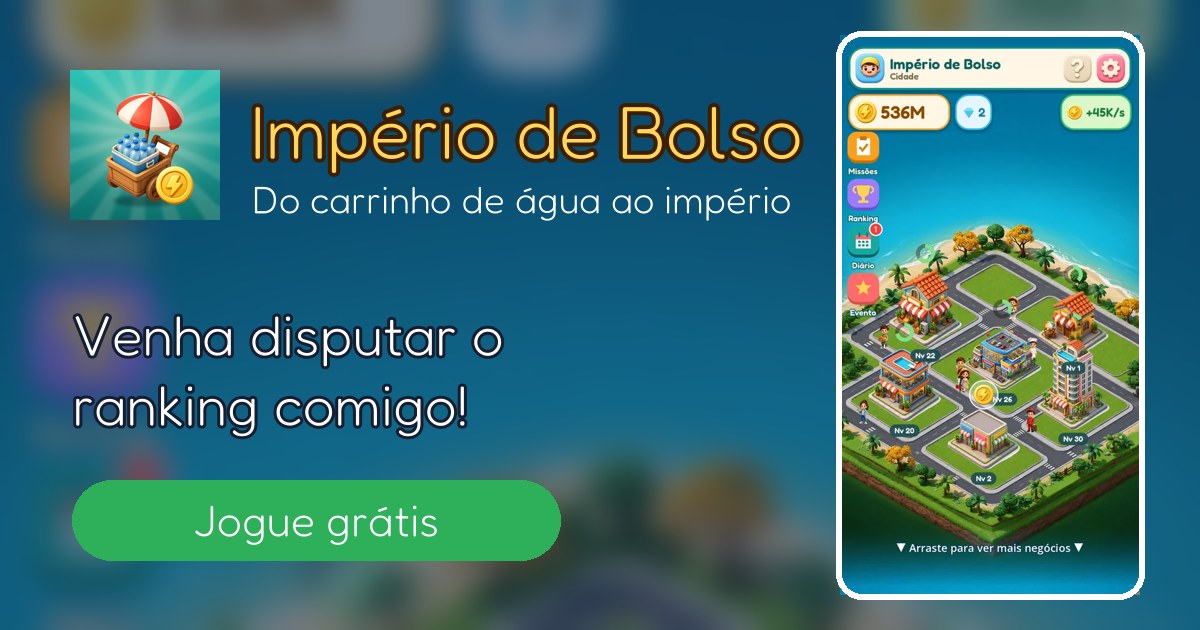 Império de Bolso
Do carrinho de água ao império
Venha disputar o
ranking comigo!
Jogue grátis
Império de Bolso
Cidade
?
536M
2
+45K/s
Missões
Ranking
1
Diário
Evento
Nv 22
Nv 1
Nv 26
Nv 20
Nv 30
Nv 2
▼ Arraste para ver mais negócios ▼